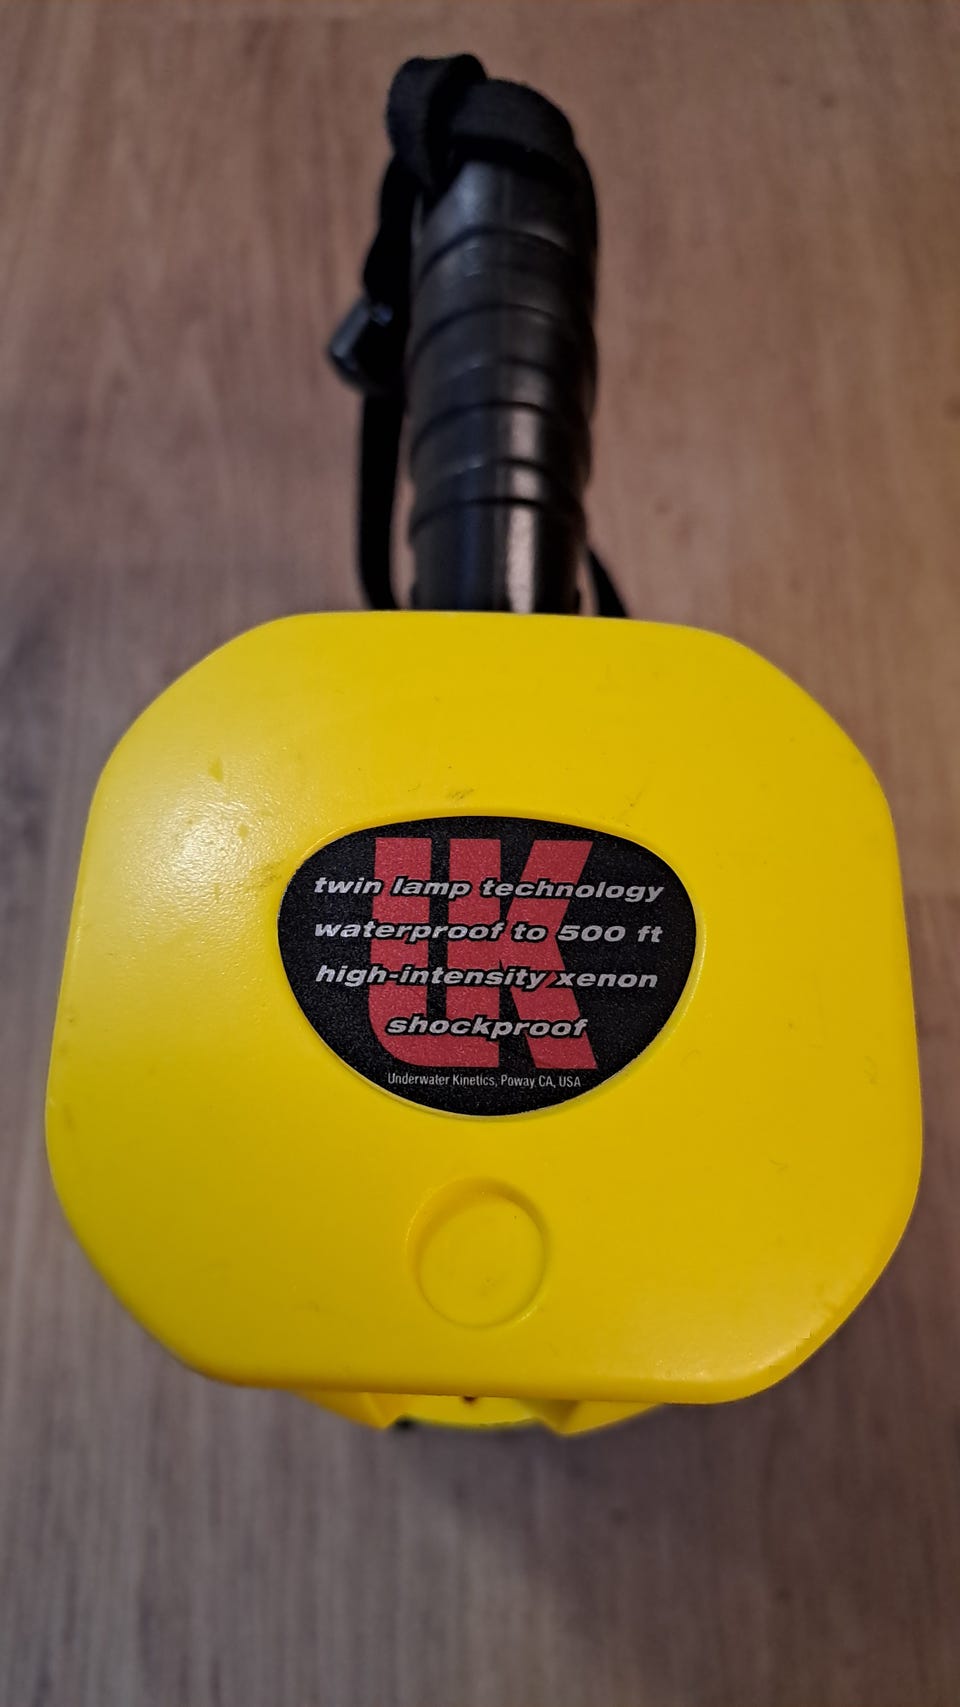 UK
twin lamp technology
waterproof to 500 ft
high-intensity xenon
shockproof
Underwater Kinetics, Poway, CA, USA